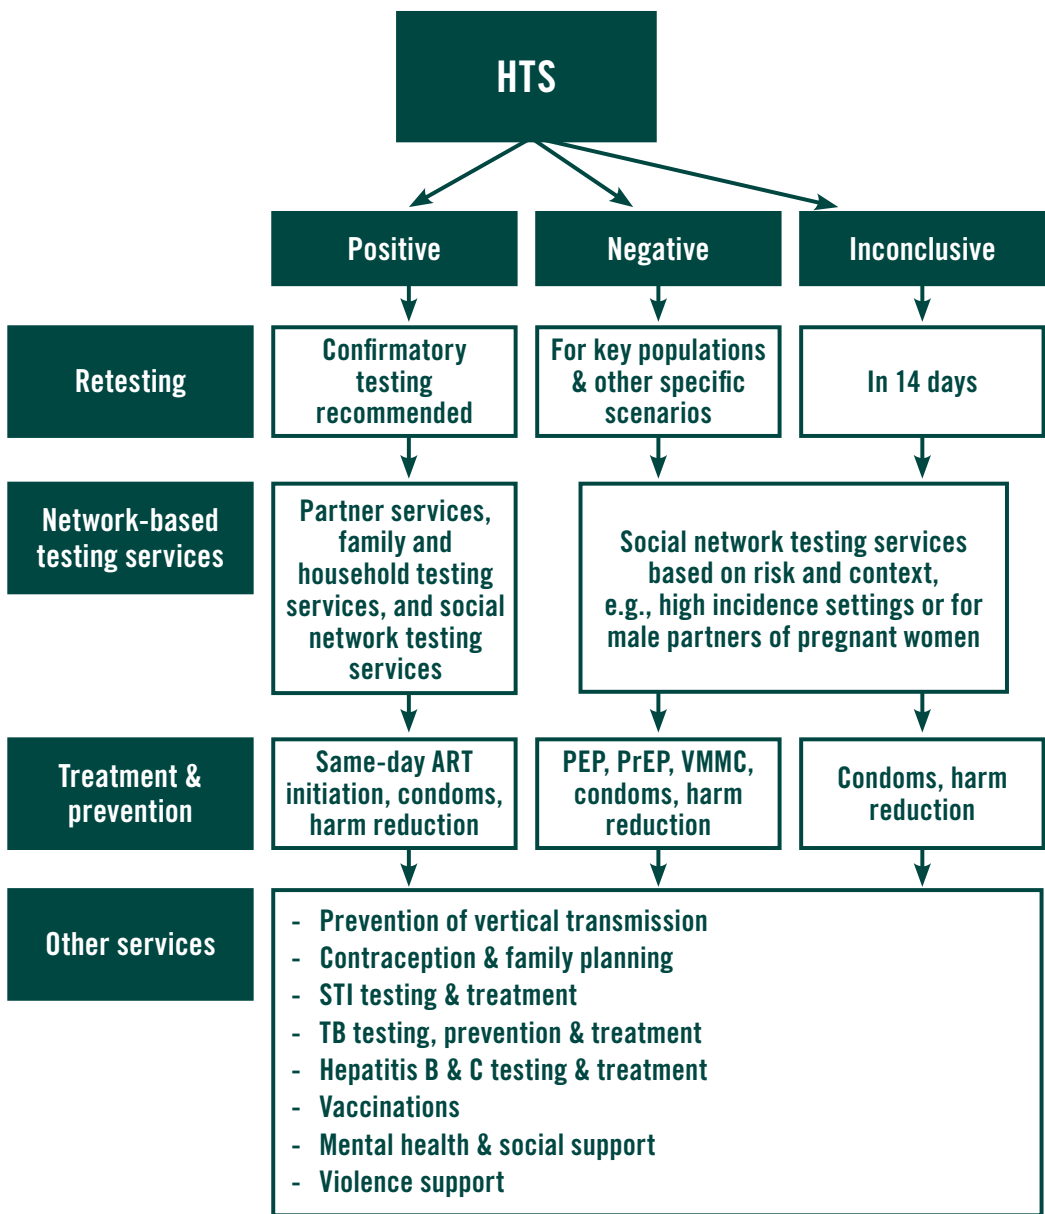 HTS
Positive
Negative
Inconclusive
Retesting
Confirmatory
testing
recommended
For key populations
& other specific
scenarios
In 14 days
Network-based
testing services
Partner services,
family and
household testing
services, and social
network testing
services
Social network testing services
based on risk and context,
e.g., high incidence settings or for
male partners of pregnant women
Treatment &
prevention
Same-day ART
initiation, condoms,
harm reduction
PEP, PrEP, VMMC,
condoms, harm
reduction
Condoms, harm
reduction
Other services
- Prevention of vertical transmission
- Contraception & family planning
- STI testing & treatment
- TB testing, prevention & treatment
- Hepatitis B & C testing & treatment
- Vaccinations
- Mental health & social support
- Violence support